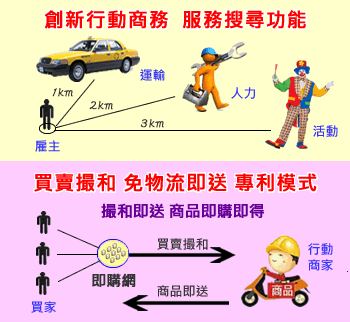 創新行動商務 服務搜尋功能
運輸
1km
人力
2km
3km
活動
雇主
買賣撮和 免物流即送 專利模式
撮和即送 商品即購即得
買賣撮和
行動
商家
即購網
商品即送
商品
買家